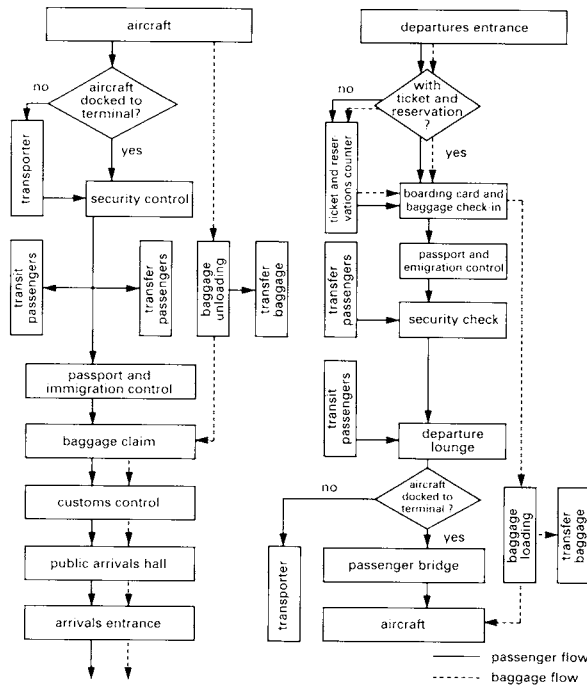 aircraft
no
aircraft
docked to
terminal?
transporter
yes
security control
transit
passengers
transfer
passengers
baggage
unloading
transfer
baggage
passport and
immigration control
baggage claim
customs control
public arrivals hall
arrivals entrance
departures entrance
no
with
ticket and
reservation
?
ticket and reser
vations counter
yes
boarding card and
baggage check-in
passport and
emigration control
transfer
passengers
security check
transit
passengers
departure
lounge
no
aircraft
docked to
terminal ?
transporter
yes
passenger bridge
baggage
loading
transfer
baggage
aircraft
passenger flow
baggage flow